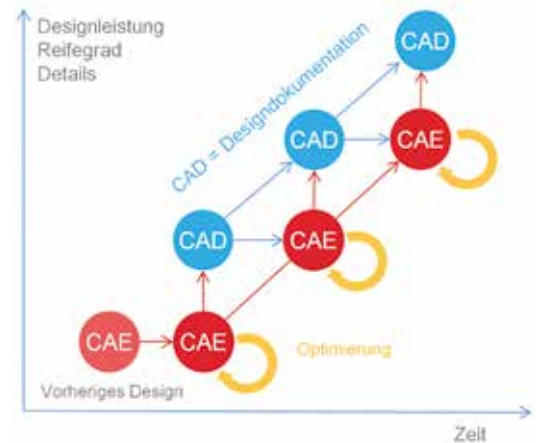 Designleistung
Reifegrad
Details
CAD
CAD = Designdokumentation
CAD
CAE
CAD
CAE
CAE
CAE
Optimierung
Vorheriges Design
Zeit